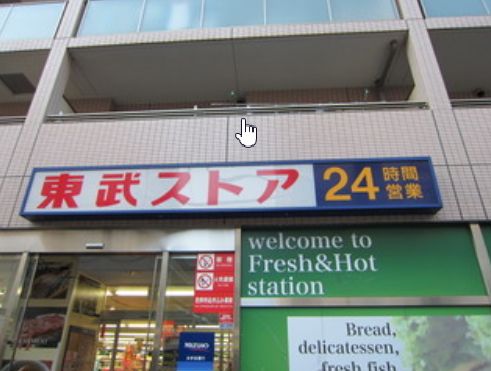 東武ストア
24時間
営業
welcome to
Fresh&Hot
station
Bread,
delicatessen,
fresh fish
MIZUHO